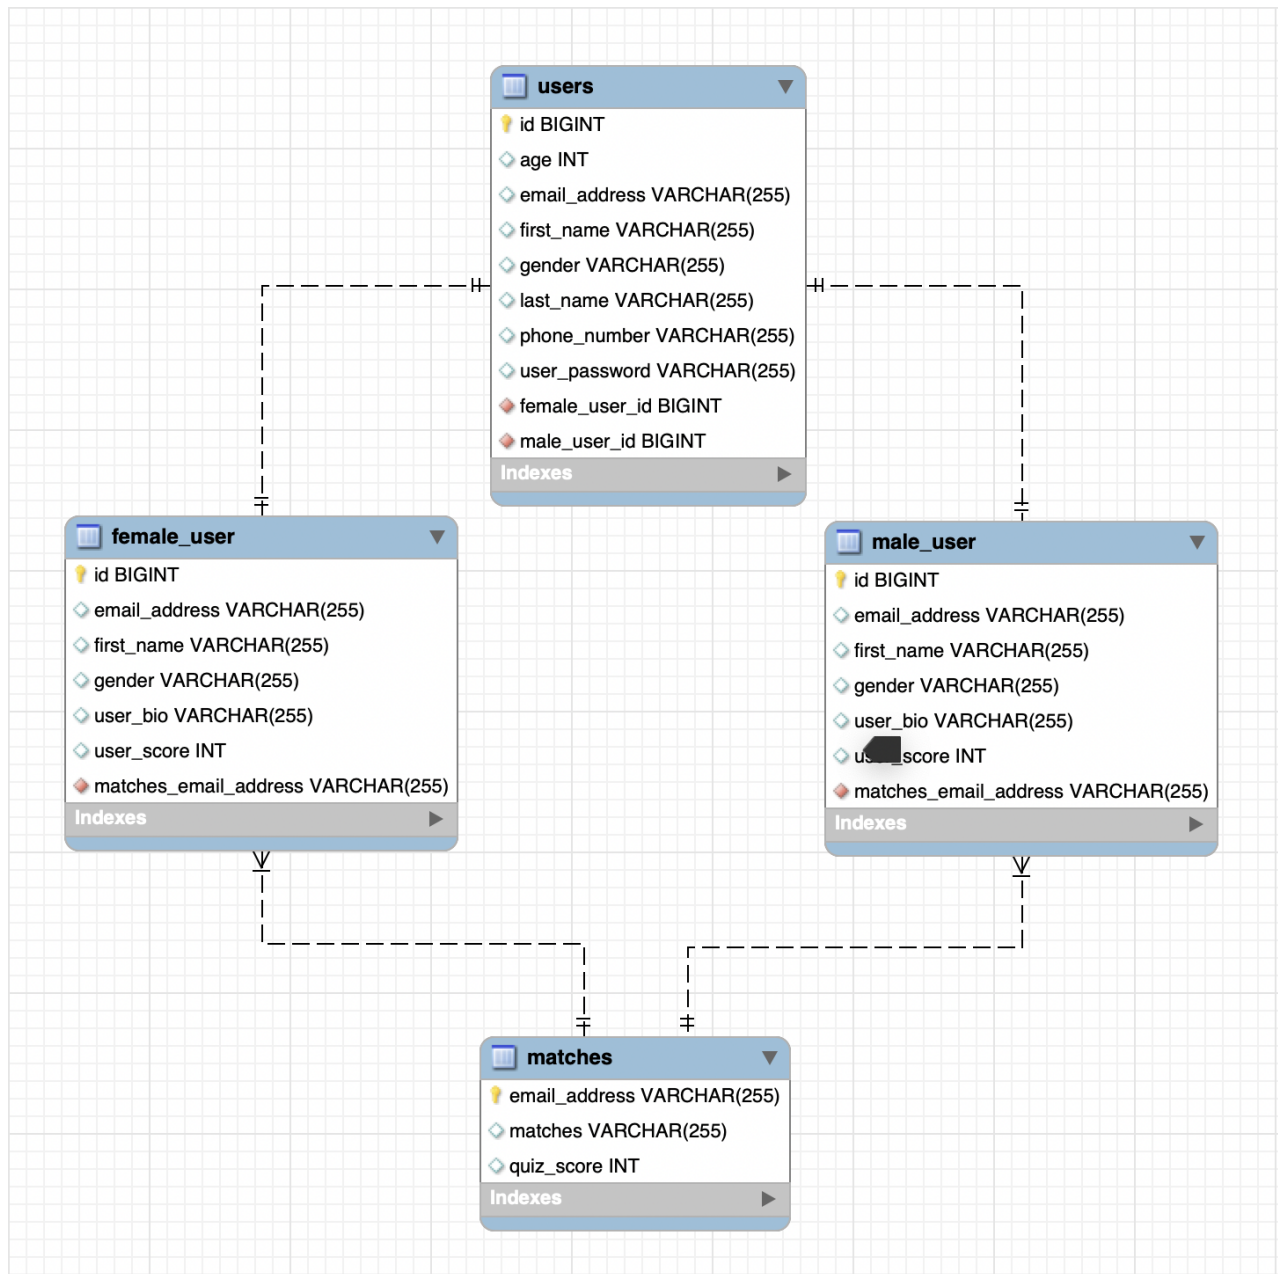 users
id BIGINT
age INT
email_address VARCHAR(255)
first_name VARCHAR(255)
gender VARCHAR(255)
last_name VARCHAR(255)
phone_number VARCHAR(255)
user_password VARCHAR(255)
female_user_id BIGINT
male_user_id BIGINT
Indexes
female_user
id BIGINT
email_address VARCHAR(255)
first_name VARCHAR(255)
gender VARCHAR(255)
user_bio VARCHAR(255)
user_score INT
matches_email_address VARCHAR(255)
Indexes
male_user
id BIGINT
email_address VARCHAR(255)
first_name VARCHAR(255)
gender VARCHAR(255)
user_bio VARCHAR(255)
user_score INT
matches_email_address VARCHAR(255)
Indexes
matches
email_address VARCHAR(255)
matches VARCHAR(255)
quiz_score INT
Indexes